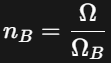 n_B = Ω / Ω_B